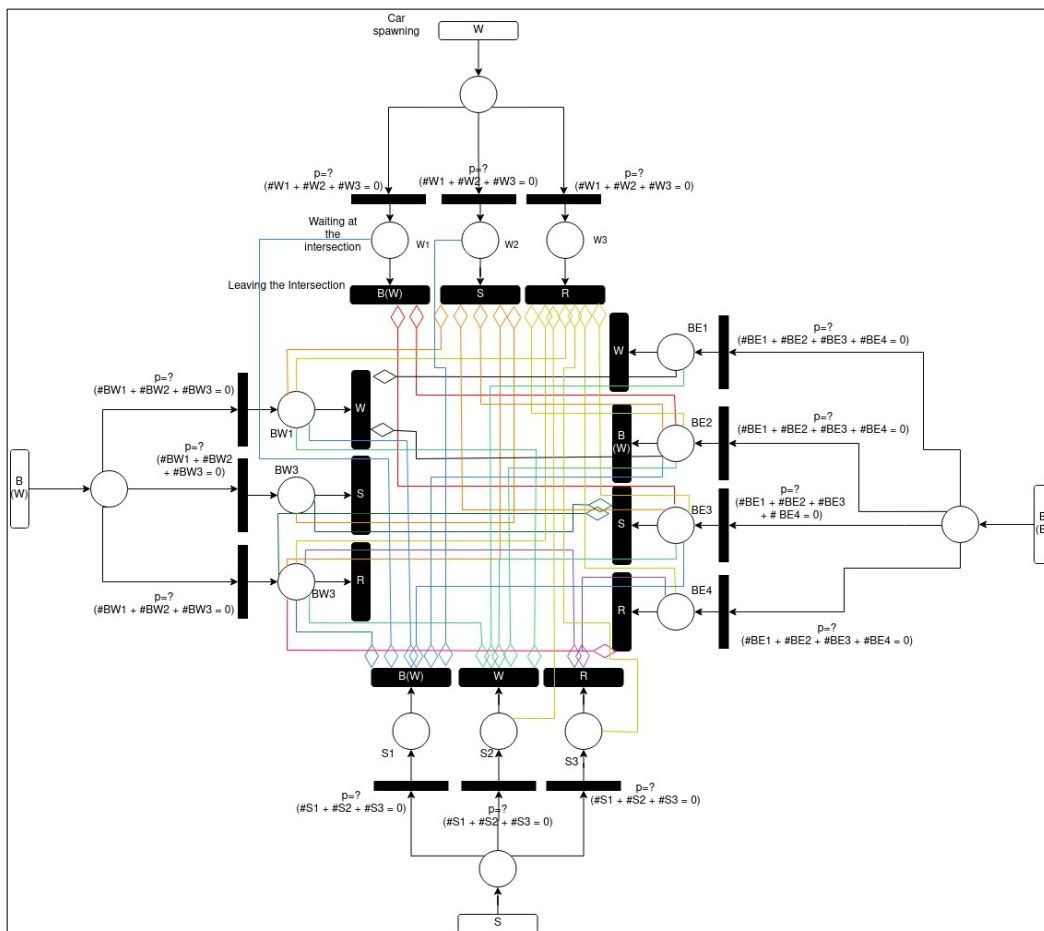 Car
spawning
W
p=?
(#W1 + #W2 + #W3 = 0)
p=?
(#W1 + #W2 + #W3 = 0)
p=?
(#W1 + #W2 + #W3 = 0)
Waiting at
the
intersection
W1
W2
W3
Leaving the Intersection
B(W)
S
R
W
BE1
p=?
(#BE1 + #BE2 + #BE3 + #BE4 = 0)
p=?
(#BW1 + #BW2 + #BW3 = 0)
W
BW1
B
(W)
BE2
p=?
(#BE1 + #BE2 + #BE3 + #BE4 = 0)
p=?
(#BW1 + #BW2
+ #BW3 = 0)
B
(W)
BW3
S
S
BE3
p=?
(#BE1 + #BE2 + #BE3
+ # BE4 = 0)
BW3
R
p=?
(#BW1 + #BW2 + #BW3 = 0)
R
BE4
p=?
(#BE1 + #BE2 + #BE3 + #BE4 = 0)
B(W)
W
R
S1
S2
S3
p=?
(#S1 + #S2 + #S3 = 0)
p=?
(#S1 + #S2 + #S3 = 0)
p=?
(#S1 + #S2 + #S3 = 0)
S